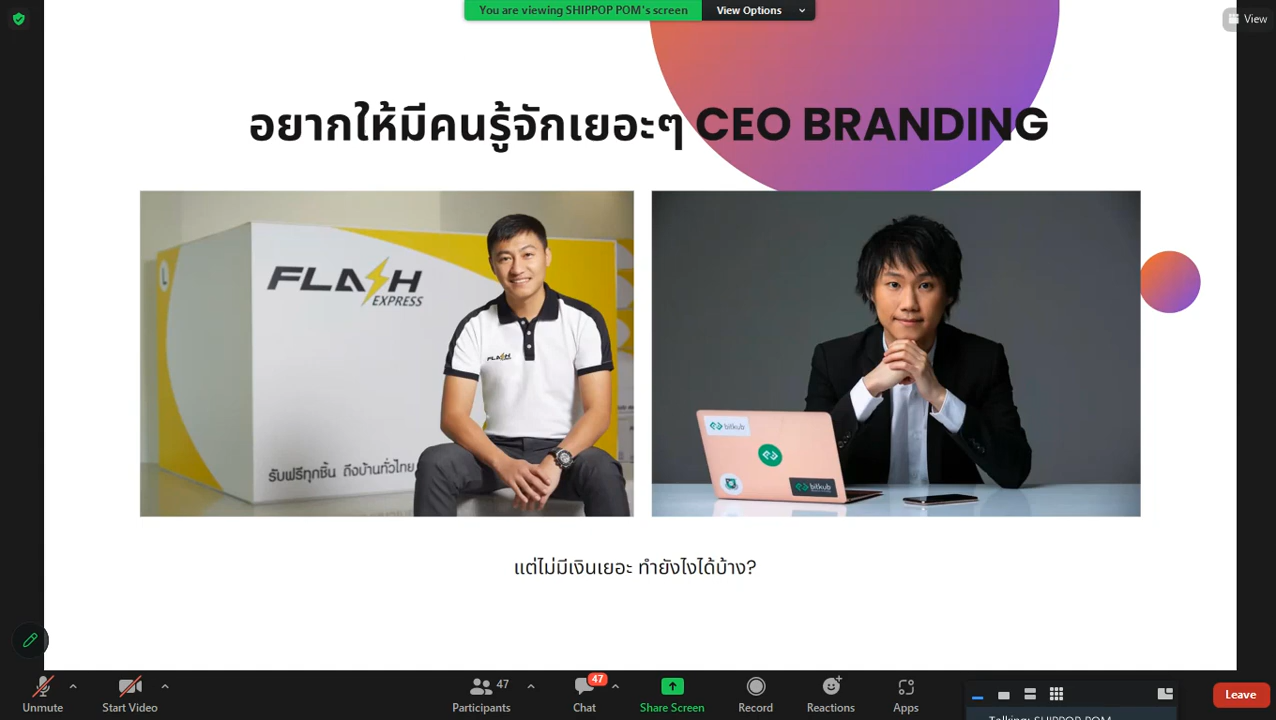 You are viewing SHIPPOP POM's screen
View Options
View
อยากให้มีคนรู้จักเยอะๆ CEO BRANDING
FLASH
EXPRESS
FLASH
รับฟรีทุกชิ้น ถึงบ้านทั่วไทย
bitkub
bitkub
แต่ไม่มีเงินเยอะ ทำยังไงได้บ้าง?
47
47
Unmute
Start Video
Participants
Chat
Share Screen
Record
Reactions
Apps
Leave
Talking: SHIPPOP POM